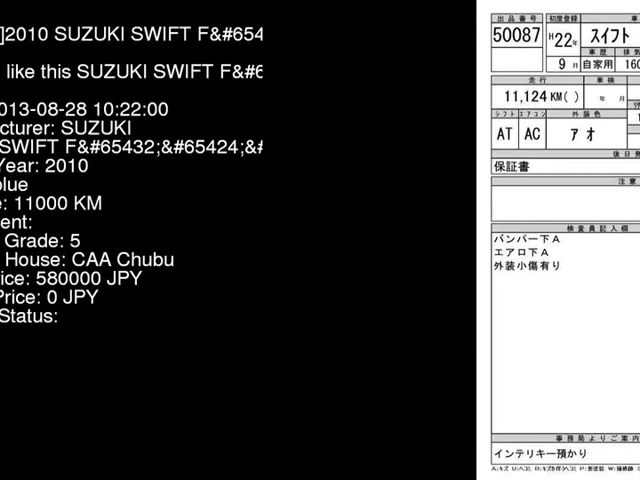 ]2010 SUZUKI SWIFT F&#654
like this SUZUKI SWIFT F&#6
013-08-28 10:22:00
cturer: SUZUKI
SWIFT F&#65432;&#65424;&#
Year: 2010
olue
e: 11000 KM
ent:
Grade: 5
House: CAA Chubu
rice: 580000 JPY
Price: 0 JPY
Status:
出品番号 初度登録 車
50087 H22年 スイフト
車歴 排気
9月 自家用 160
走行 車検
11,124 KM( ) 年 月
シフト エアコン 外装色
AT AC アオ
後日発
保証書
注意
検査員記入欄
バンパー下A
エアロ下A
外装小傷有り
事務局よりご案内
インテリキー預かり